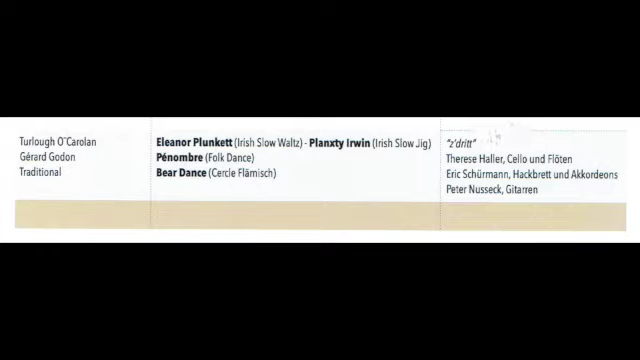 Turlough O¨Carolan
Gérard Godon
Traditional
Eleanor Plunkett (Irish Slow Waltz) - Planxty Irwin (Irish Slow Jig)
Pénombre (Folk Dance)
Bear Dance (Cercle Flämisch)
"z'dritt"
Therese Haller, Cello und Flöten
Eric Schürmann, Hackbrett und Akkordeons
Peter Nusseck, Gitarren